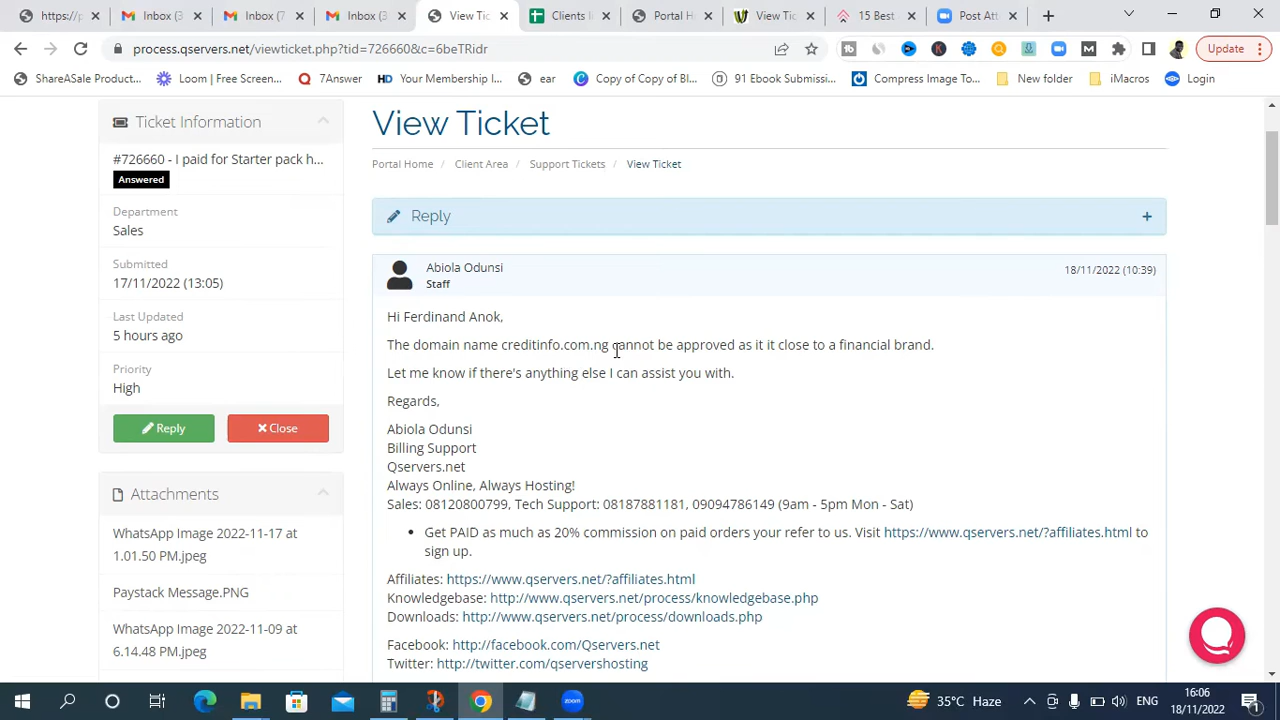 https://p
Inbox (3
Inbox (7
Inbox (3
View Tic
Clients I
Portal H
View Tic
15 Best
Post Att
process.qservers.net/viewticket.php?tid=726660&c=6beTRidr
Update
ShareASale Produc...
Loom | Free Screen...
7Answer
Your Membership I...
ear
Copy of Copy of Bl...
91 Ebook Submissi...
Compress Image To...
New folder
iMacros
Login
Ticket Information
#726660 - I paid for Starter pack h...
Answered
Department
Sales
Submitted
17/11/2022 (13:05)
Last Updated
5 hours ago
Priority
High
Reply
Close
Attachments
WhatsApp Image 2022-11-17 at
1.01.50 PM.jpeg
Paystack Message.PNG
WhatsApp Image 2022-11-09 at
6.14.48 PM.jpeg
View Ticket
Portal Home / Client Area / Support Tickets / View Ticket
Reply
Abiola Odunsi
Staff
18/11/2022 (10:39)
Hi Ferdinand Anok,
The domain name creditinfo.com.ng cannot be approved as it it close to a financial brand.
Let me know if there's anything else I can assist you with.
Regards,
Abiola Odunsi
Billing Support
Qservers.net
Always Online, Always Hosting!
Sales: 08120800799, Tech Support: 08187881181, 09094786149 (9am - 5pm Mon - Sat)
• Get PAID as much as 20% commission on paid orders your refer to us. Visit https://www.qservers.net/?affiliates.html to
sign up.
Affiliates: https://www.qservers.net/?affiliates.html
Knowledgebase: http://www.qservers.net/process/knowledgebase.php
Downloads: http://www.qservers.net/process/downloads.php
Facebook: http://facebook.com/Qservers.net
Twitter: http://twitter.com/qservershosting
zoom
35°C Haze
ENG
16:06
18/11/2022